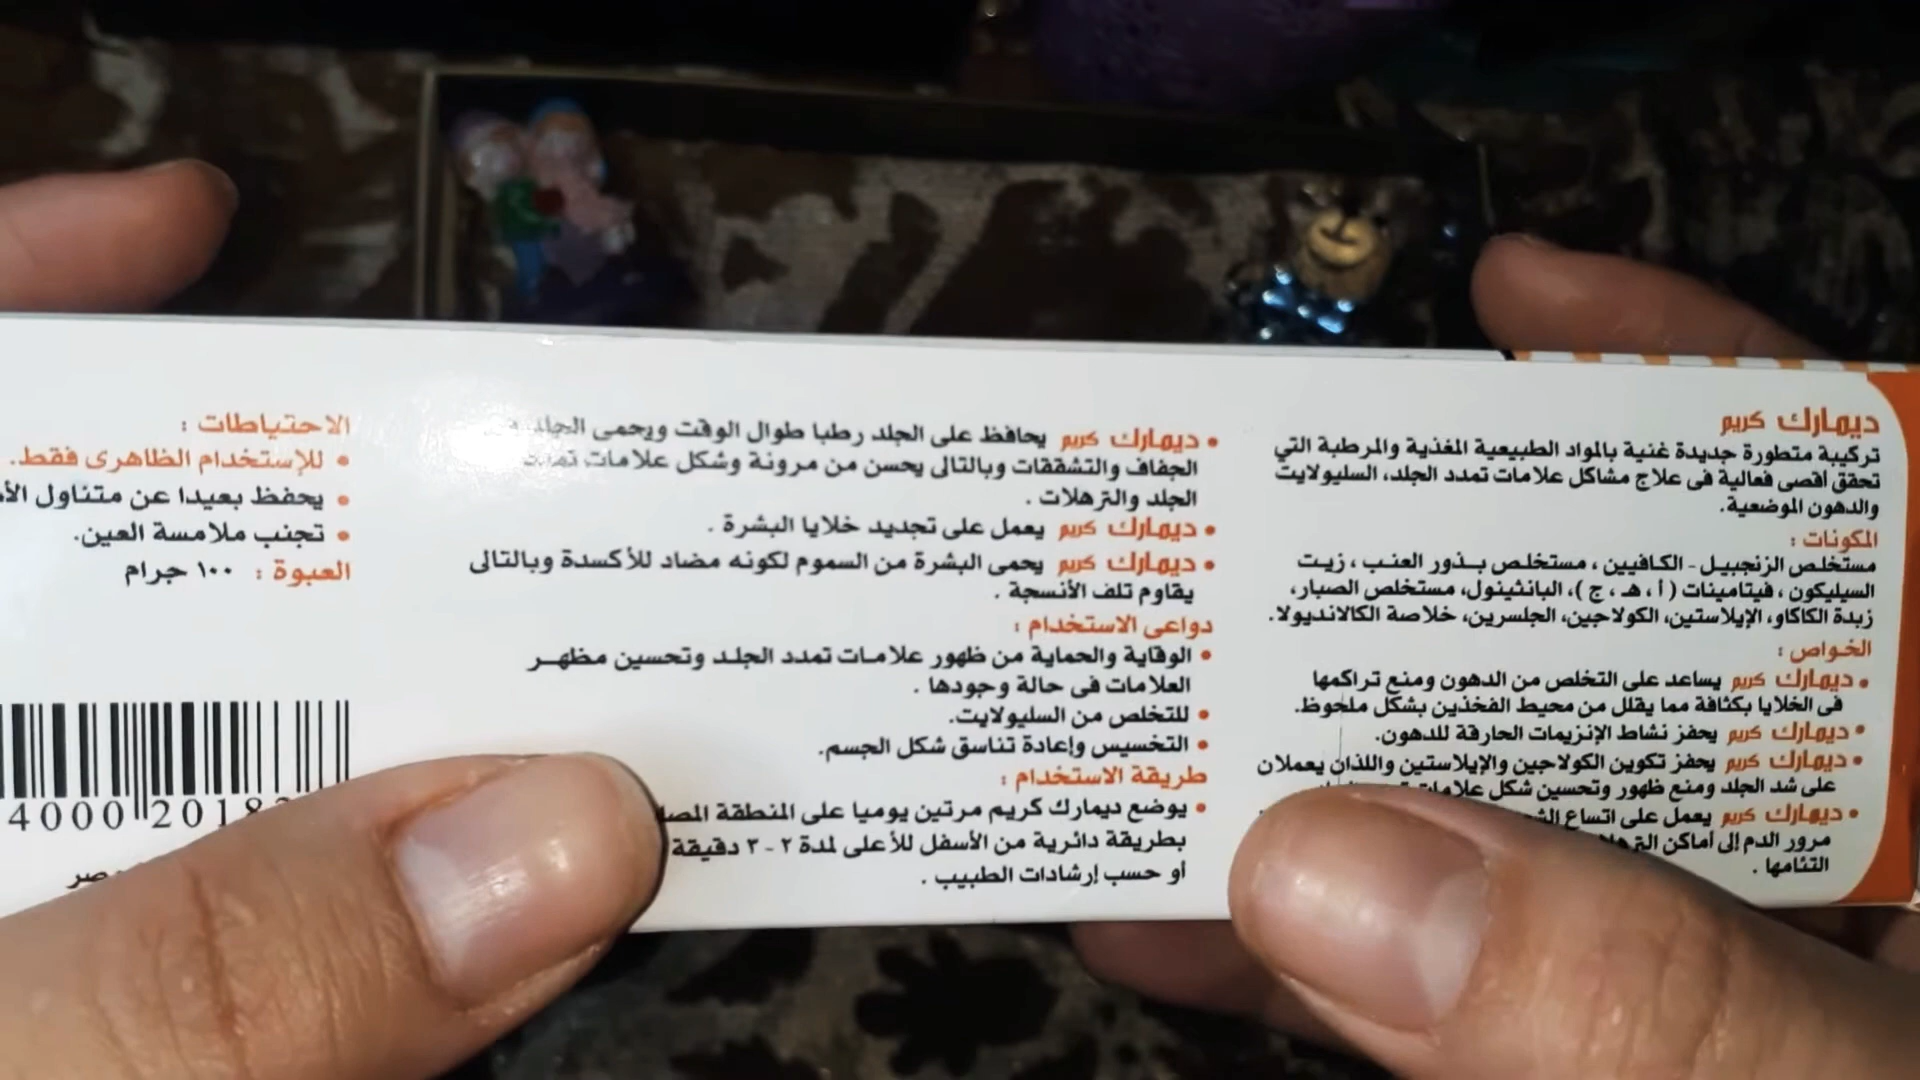 ديمارك كريم
تركيبة متطورة جديدة غنية بالمواد الطبيعية المغذية والمرطبة التي
تحقق أقصى فعالية فى علاج مشاكل علامات تمدد الجلد، السليولايت
والدهون الموضعية.
المكونات :
مستخلص الزنجبيل - الكافيين ، مستخلص بذور العنب ، زيت
السيليكون ، فيتامينات ( أ ، هـ ، ج )، البانثينول، مستخلص الصبار،
زبدة الكاكاو، الإيلاستين، الكولاجين، الجلسرين، خلاصة الكالانديولا.
الخواص :
• ديمارك كريم يساعد على التخلص من الدهون ومنع تراكمها
فى الخلايا بكثافة مما يقلل من محيط الفخذين بشكل ملحوظ.
• ديمارك كريم يحفز نشاط الإنزيمات الحارقة للدهون.
• ديمارك كريم يحفز تكوين الكولاجين والإيلاستين واللذان يعملان
على شد الجلد ومنع ظهور وتحسين شكل علامات
• ديمارك كريم يعمل على اتساع
مرور الدم إلى أماكن
التئامها .
• ديمارك كريم يحافظ على الجلد رطبا طوال الوقت ويحمى الجلد
الجفاف والتشققات وبالتالى يحسن من مرونة وشكل علامات تمدد
الجلد والترهلات .
• ديمارك كريم يعمل على تجديد خلايا البشرة .
• ديمارك كريم يحمى البشرة من السموم لكونه مضاد للأكسدة وبالتالى
يقاوم تلف الأنسجة .
دواعى الاستخدام :
• الوقاية والحماية من ظهور علامات تمدد الجلد وتحسين مظهر
العلامات فى حالة وجودها .
• للتخلص من السليولايت.
• التخسيس وإعادة تناسق شكل الجسم.
طريقة الاستخدام :
• يوضع ديمارك كريم مرتين يوميا على المنطقة
بطريقة دائرية من الأسفل للأعلى لمدة ٢ - ٣ دقيقة
أو حسب إرشادات الطبيب .
الاحتياطات :
• للإستخدام الظاهرى فقط.
• يحفظ بعيدا عن متناول
• تجنب ملامسة العين.
العبوة : ١٠٠ جرام
4000 2018